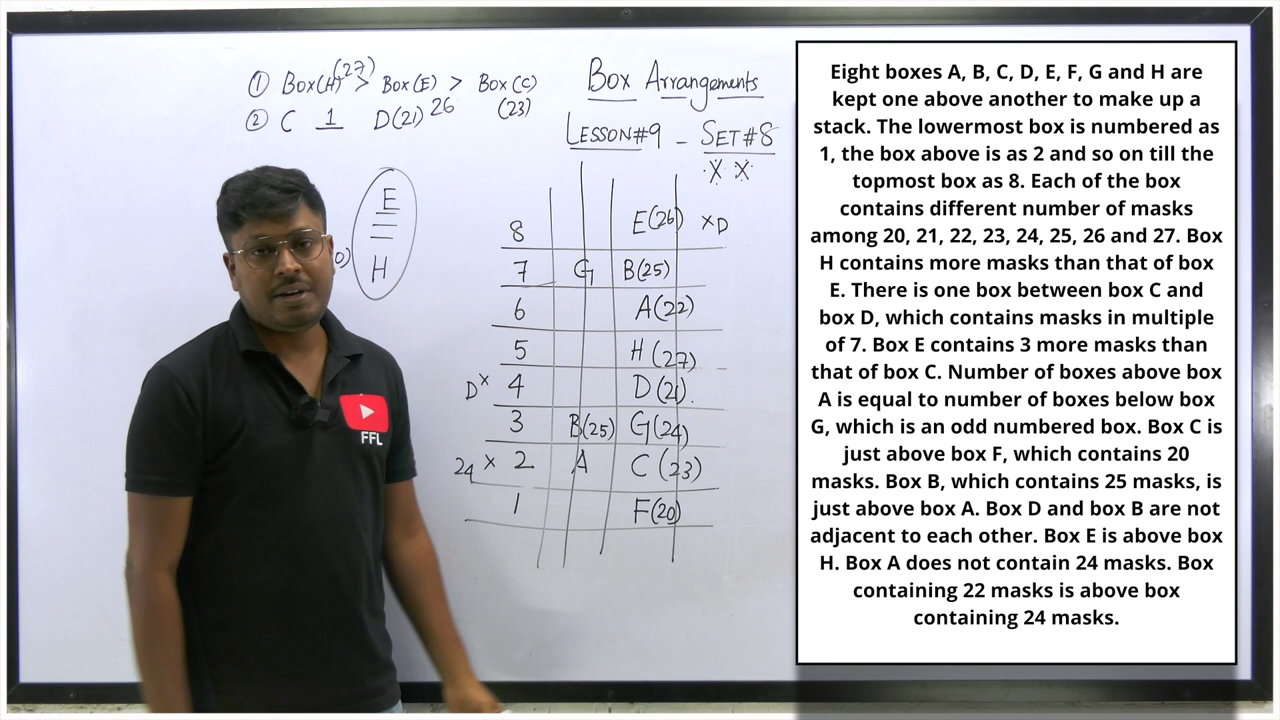 ① Box(H)(27) > Box(E) > Box(C)
② C 1 D(21) 26 (23)
Box Arrangements
LESSON#9 - SET#8
E
H
8 E(26) ×D
7 G B(25)
6 A(22)
5 H(27)
D× 4 D(21).
3 B(25) G(24)
24 × 2 A C(23)
1 F(20)
FFL
Eight boxes A, B, C, D, E, F, G and H are
kept one above another to make up a
stack. The lowermost box is numbered as
1, the box above is as 2 and so on till the
topmost box as 8. Each of the box
contains different number of masks
among 20, 21, 22, 23, 24, 25, 26 and 27. Box
H contains more masks than that of box
E. There is one box between box C and
box D, which contains masks in multiple
of 7. Box E contains 3 more masks than
that of box C. Number of boxes above box
A is equal to number of boxes below box
G, which is an odd numbered box. Box C is
just above box F, which contains 20
masks. Box B, which contains 25 masks, is
just above box A. Box D and box B are not
adjacent to each other. Box E is above box
H. Box A does not contain 24 masks. Box
containing 22 masks is above box
containing 24 masks.